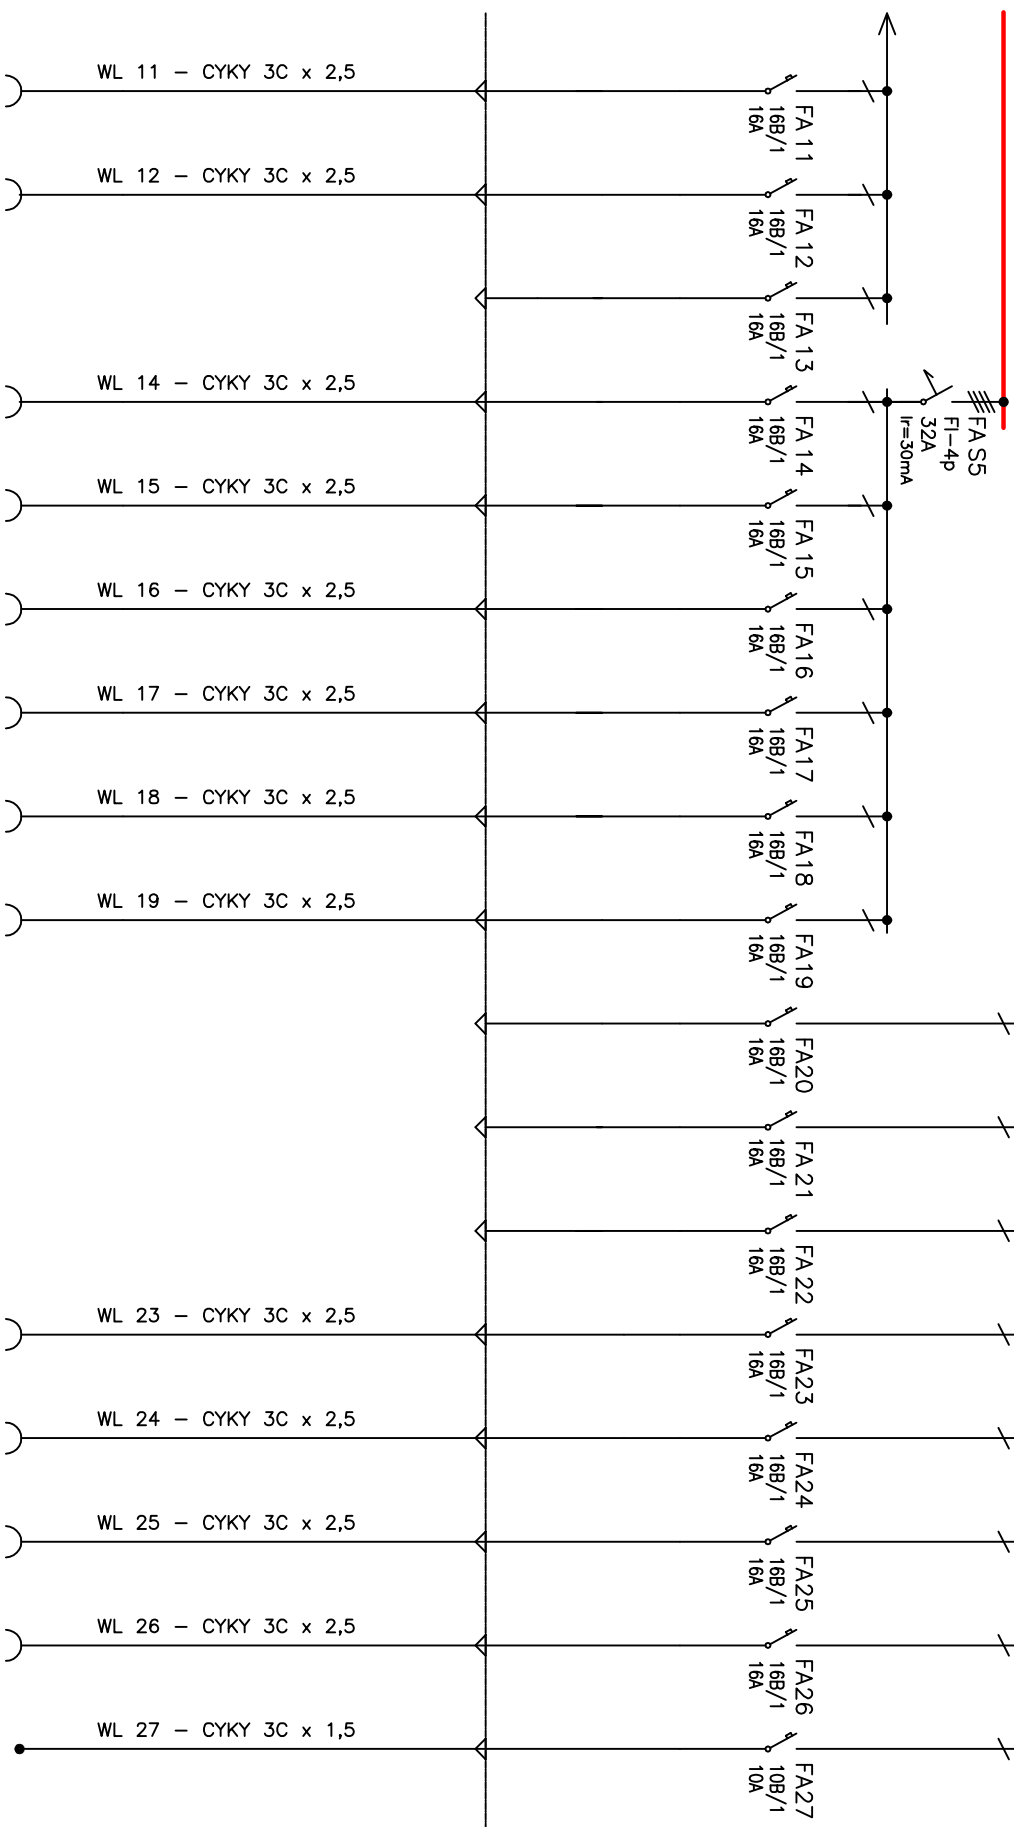 WL 11 – CYKY 3C x 2,5
FA 11
16B/1
16A
WL 12 – CYKY 3C x 2,5
FA 12
16B/1
16A
FA 13
16B/1
16A
WL 14 – CYKY 3C x 2,5
FA 14
16B/1
16A
FA S5
FI–4p
32A
Ir=30mA
WL 15 – CYKY 3C x 2,5
FA 15
16B/1
16A
WL 16 – CYKY 3C x 2,5
FA16
16B/1
16A
WL 17 – CYKY 3C x 2,5
FA17
16B/1
16A
WL 18 – CYKY 3C x 2,5
FA18
16B/1
16A
WL 19 – CYKY 3C x 2,5
FA19
16B/1
16A
FA20
16B/1
16A
FA 21
16B/1
16A
FA 22
16B/1
16A
WL 23 – CYKY 3C x 2,5
FA23
16B/1
16A
WL 24 – CYKY 3C x 2,5
FA24
16B/1
16A
WL 25 – CYKY 3C x 2,5
FA25
16B/1
16A
WL 26 – CYKY 3C x 2,5
FA26
16B/1
16A
WL 27 – CYKY 3C x 1,5
FA27
10B/1
10A